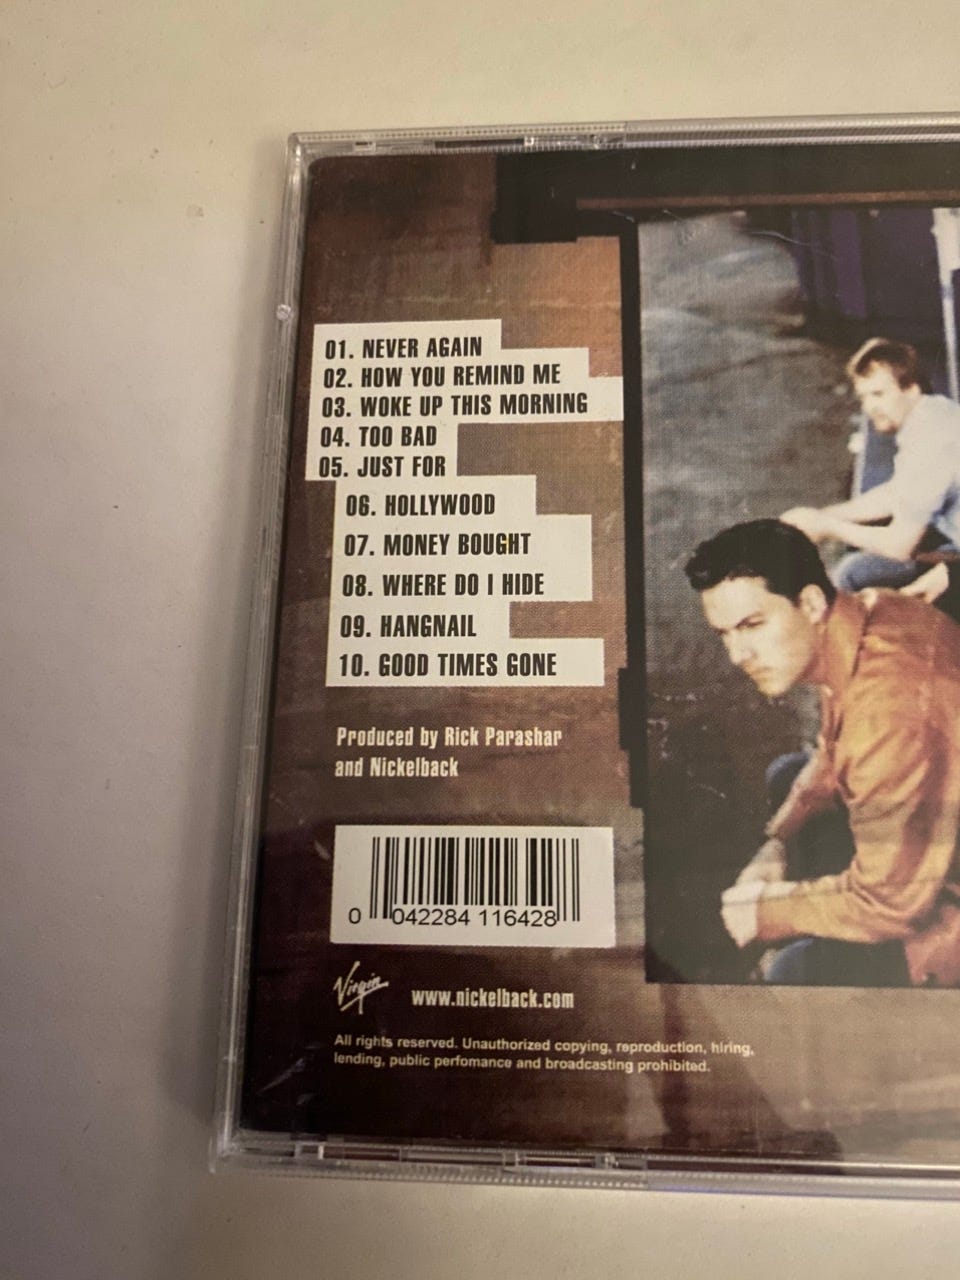 01. NEVER AGAIN
02. HOW YOU REMIND ME
03. WOKE UP THIS MORNING
04. TOO BAD
05. JUST FOR
06. HOLLYWOOD
07. MONEY BOUGHT
08. WHERE DO I HIDE
09. HANGNAIL
10. GOOD TIMES GONE
Produced by Rick Parashar
and Nickelback
0 042284 116428
Virgin www.nickelback.com
All rights reserved. Unauthorized copying, reproduction, hiring,
lending, public perfomance and broadcasting prohibited.